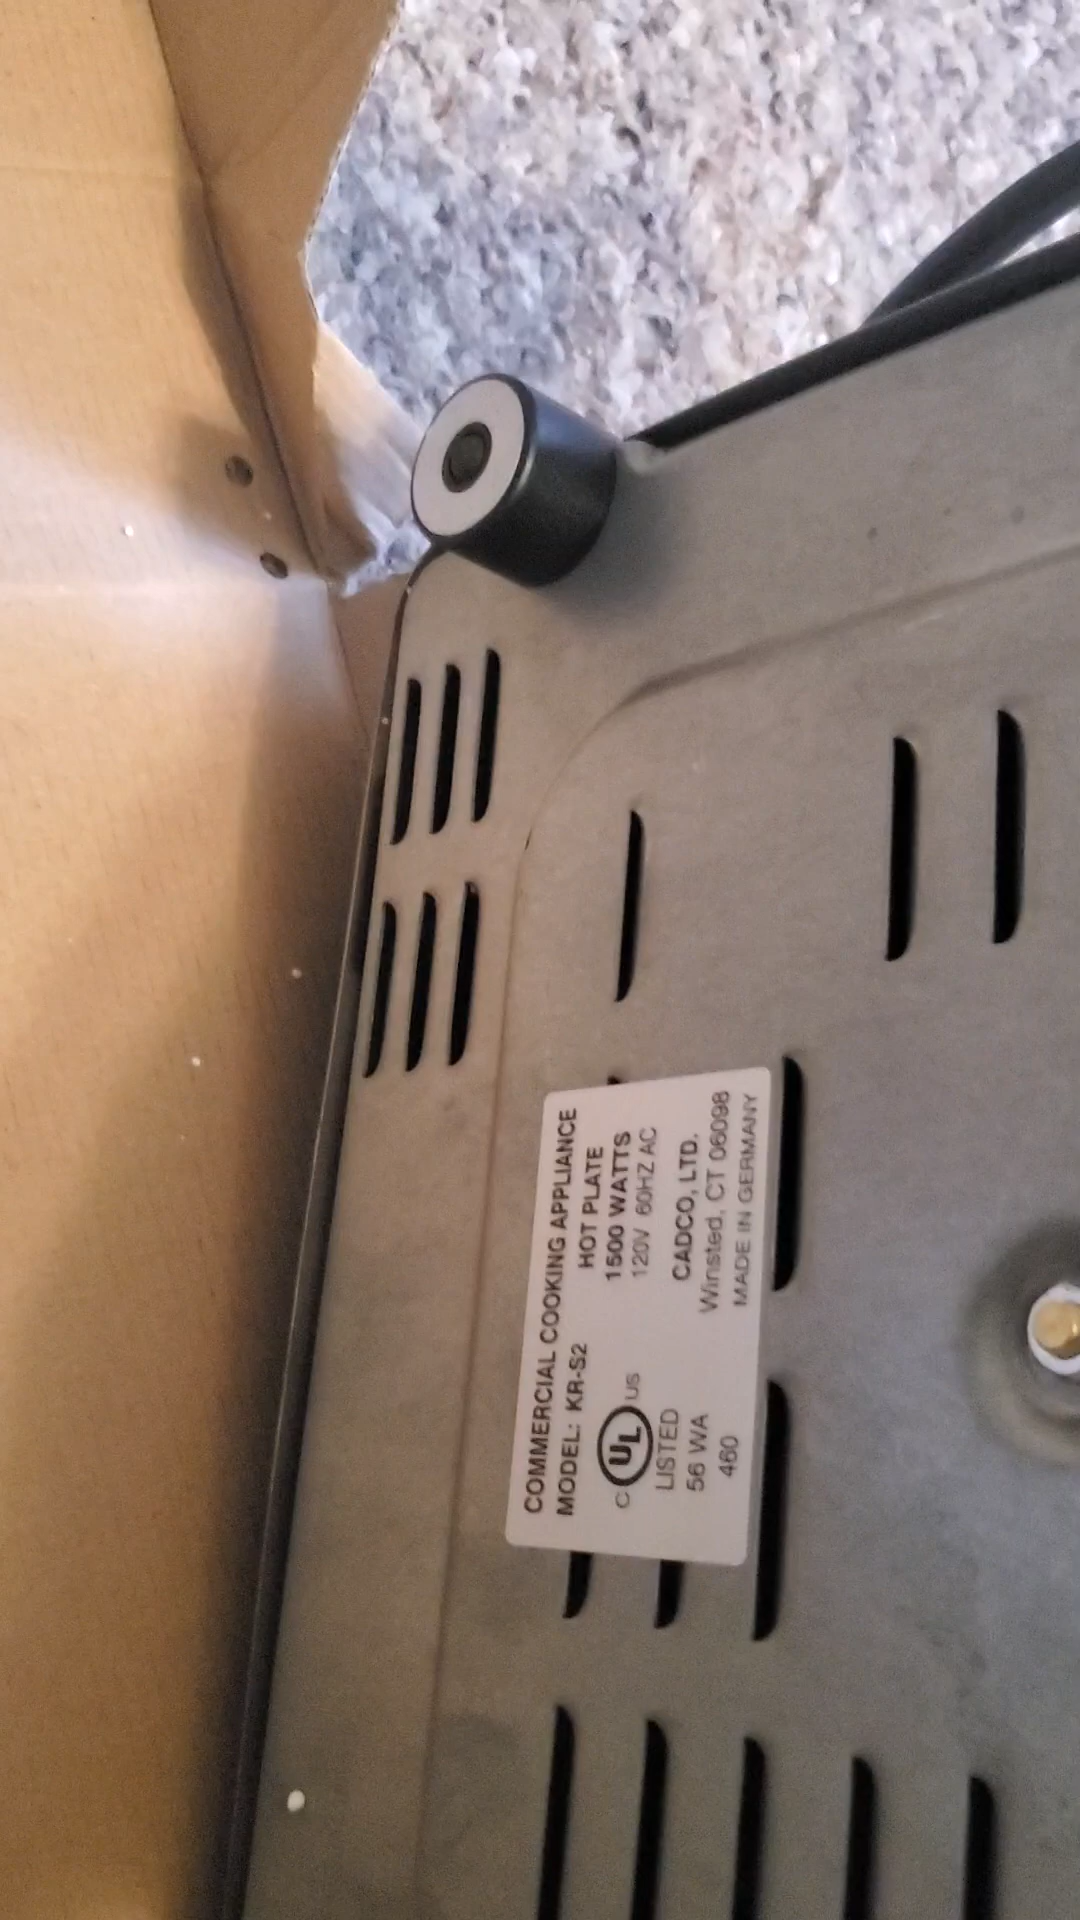 COMMERCIAL COOKING APPLIANCE
MODEL: KR-S2 HOT PLATE
1500 WATTS
120V 60HZ AC
C UL US
LISTED
56 WA
460
CADCO, LTD.
Winsted, CT 06098
MADE IN GERMANY